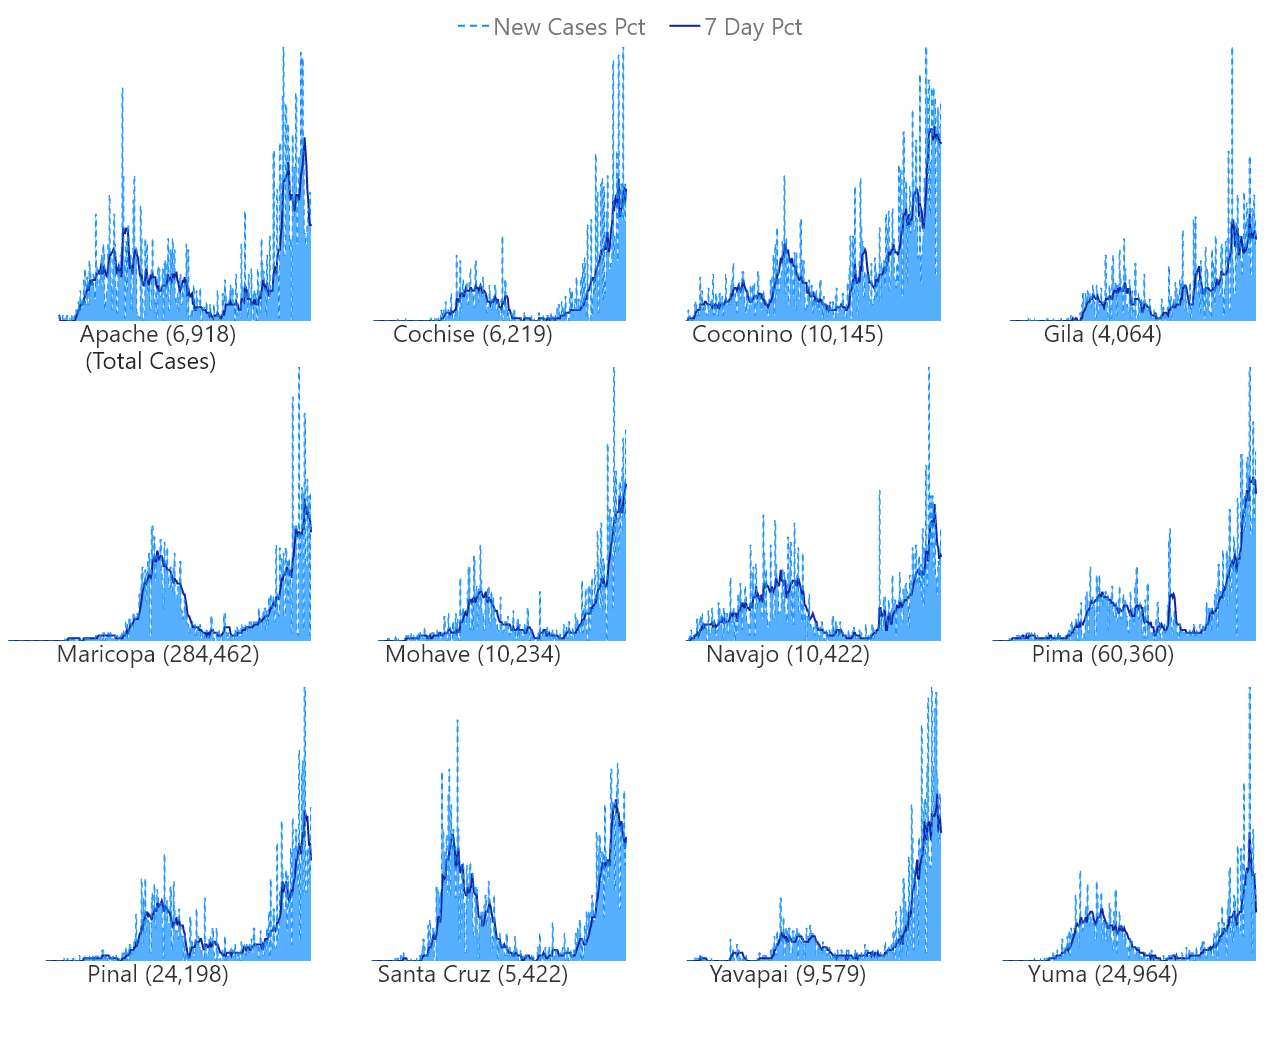 New Cases Pct 7 Day Pct
Apache (6,918)
(Total Cases)
Cochise (6,219)
Coconino (10,145)
Gila (4,064)
Maricopa (284,462)
Mohave (10,234)
Navajo (10,422)
Pima (60,360)
Pinal (24,198)
Santa Cruz (5,422)
Yavapai (9,579)
Yuma (24,964)